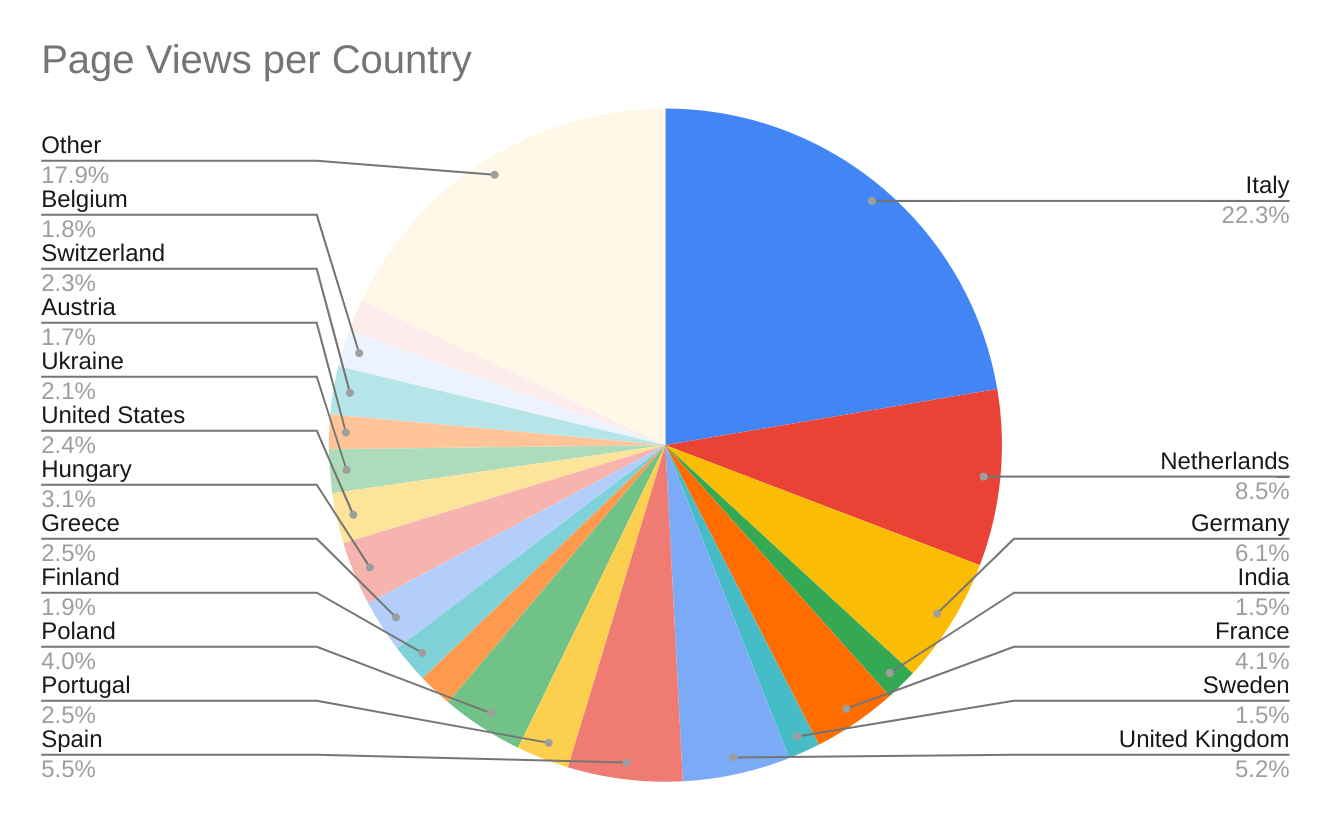 Page Views per Country
Other
17.9%
Belgium
1.8%
Switzerland
2.3%
Austria
1.7%
Ukraine
2.1%
United States
2.4%
Hungary
3.1%
Greece
2.5%
Finland
1.9%
Poland
4.0%
Portugal
2.5%
Spain
5.5%
Italy
22.3%
Netherlands
8.5%
Germany
6.1%
India
1.5%
France
4.1%
Sweden
1.5%
United Kingdom
5.2%